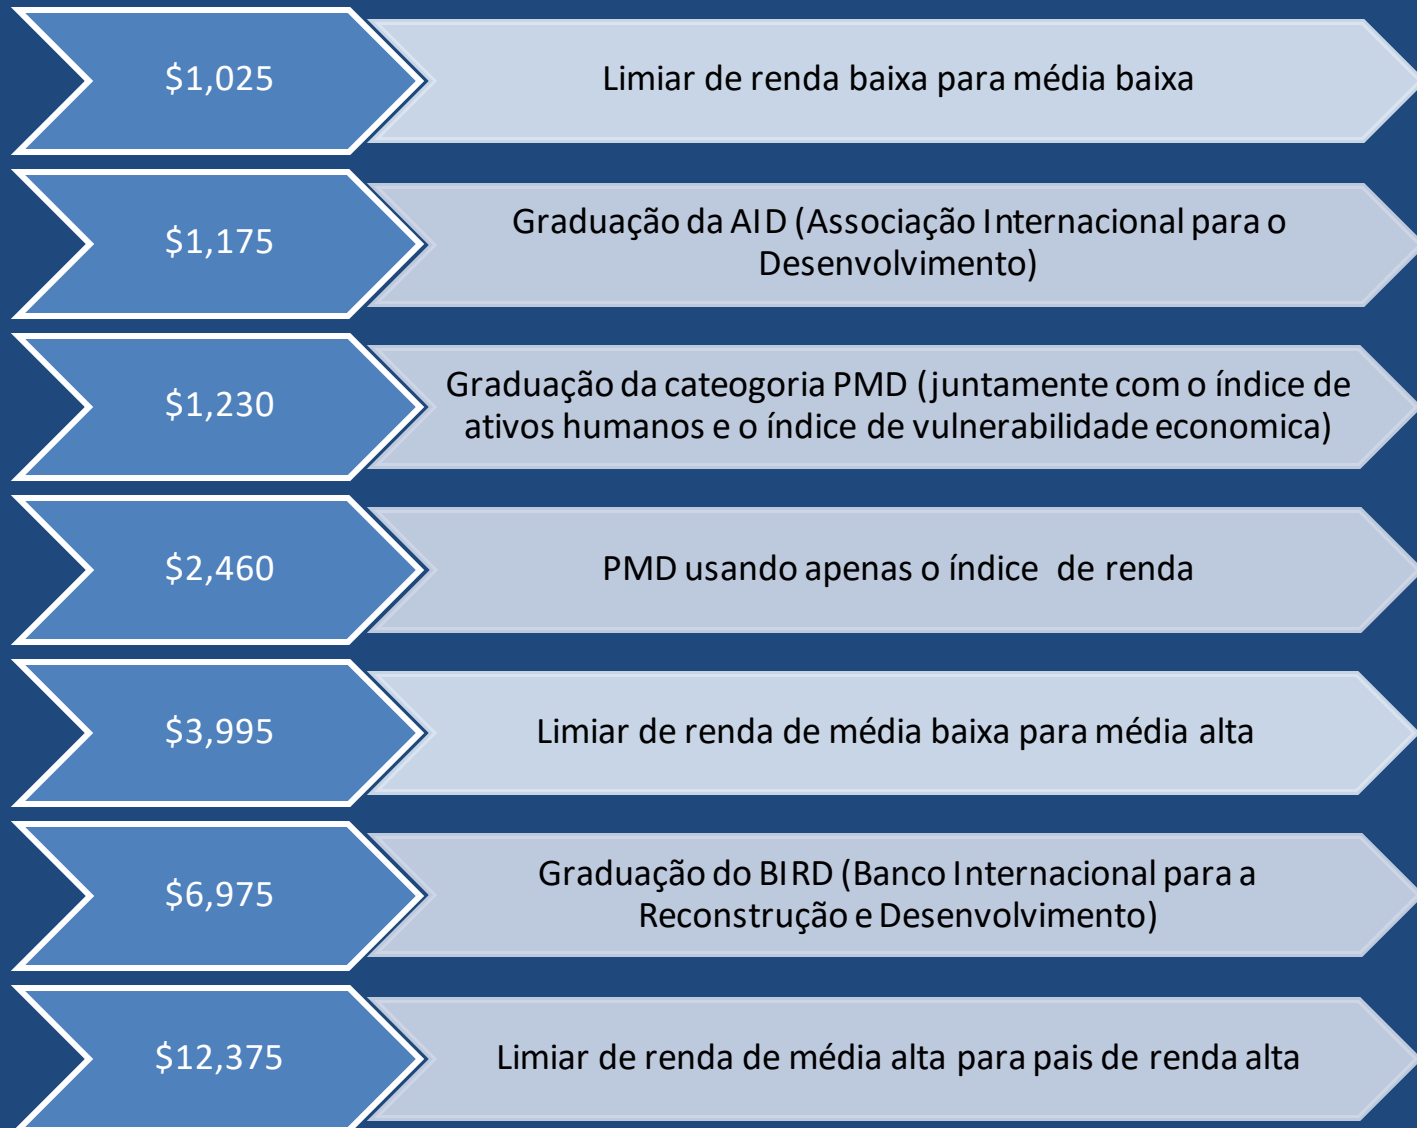 $1,025
Limiar de renda baixa para média baixa
$1,175
Graduação da AID (Associação Internacional para o
Desenvolvimento)
$1,230
Graduação da cateogoria PMD (juntamente com o índice de
ativos humanos e o índice de vulnerabilidade economica)
$2,460
PMD usando apenas o índice de renda
$3,995
Limiar de renda de média baixa para média alta
$6,975
Graduação do BIRD (Banco Internacional para a
Reconstrução e Desenvolvimento)
$12,375
Limiar de renda de média alta para pais de renda alta